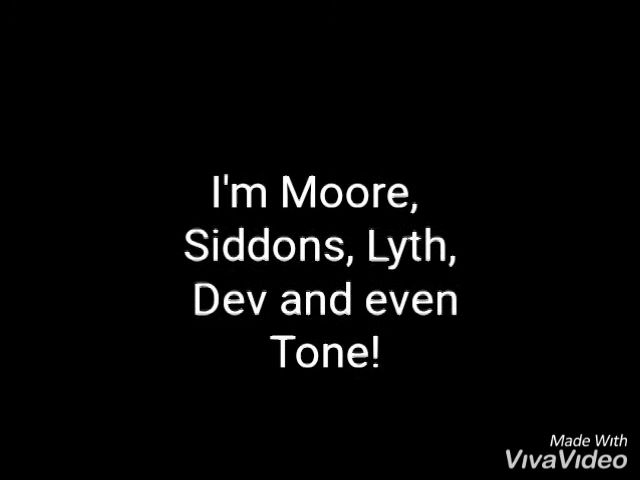 I'm Moore,
Siddons, Lyth,
Dev and even
Tone!
Made With
VivaVideo